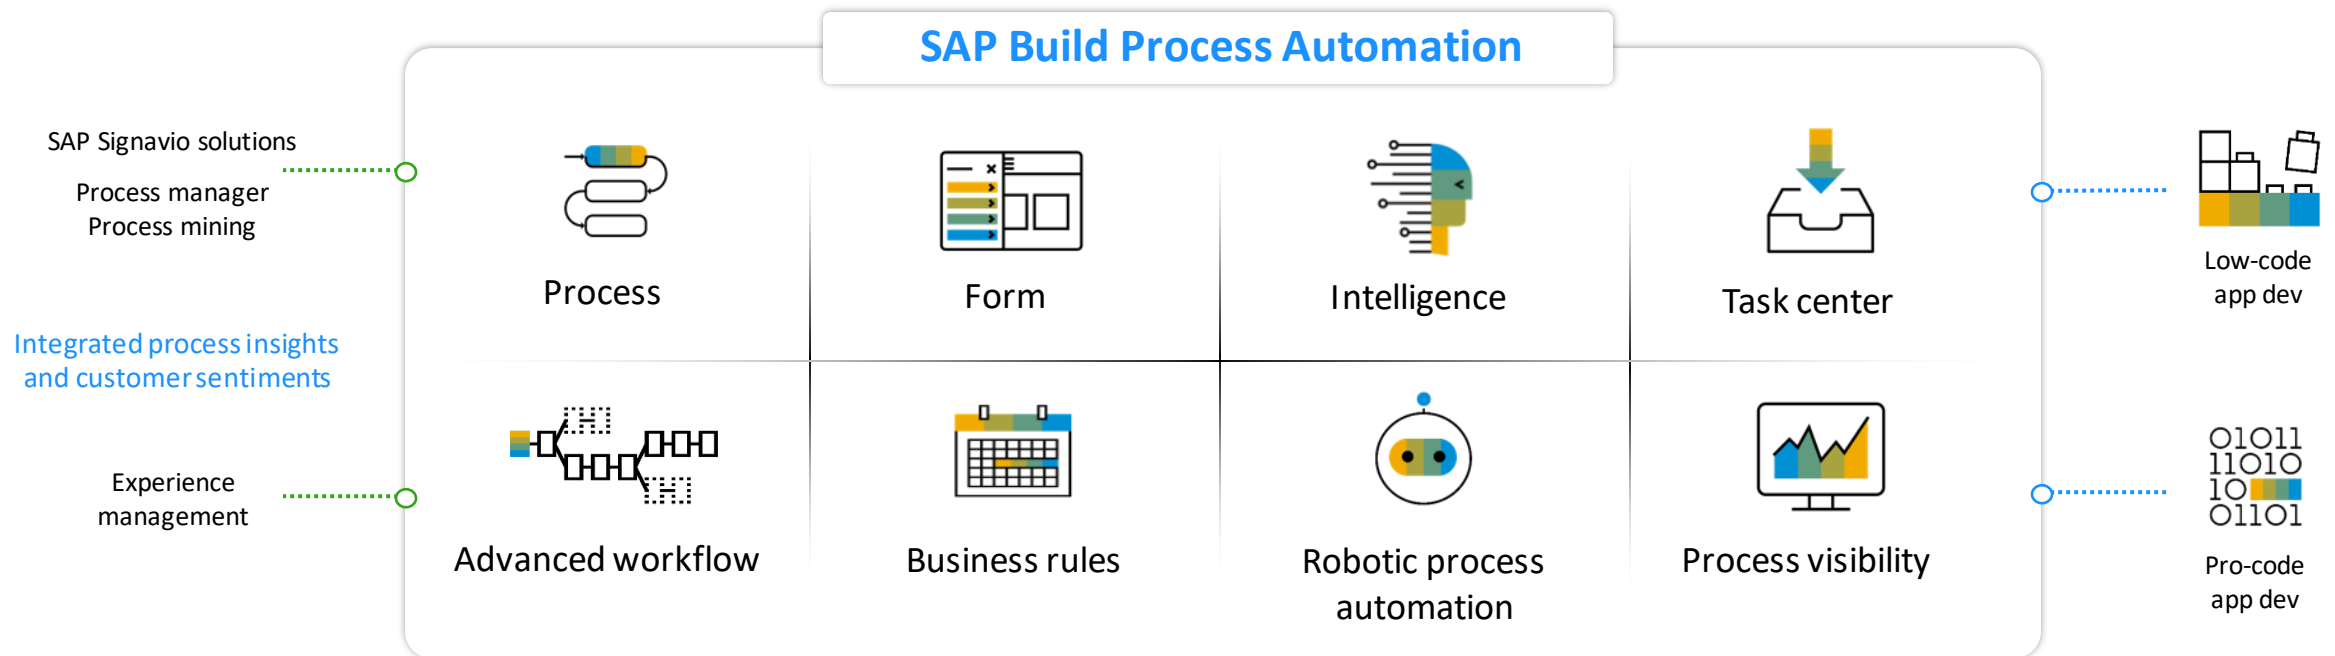 SAP Build Process Automation
SAP Signavio solutions
Process manager
Process mining
Integrated process insights
and customer sentiments
Experience
management
Process
Form
Intelligence
Task center
Advanced workflow
Business rules
Robotic process
automation
Process visibility
Low-code
app dev
01011
11010
10
01101
Pro-code
app dev